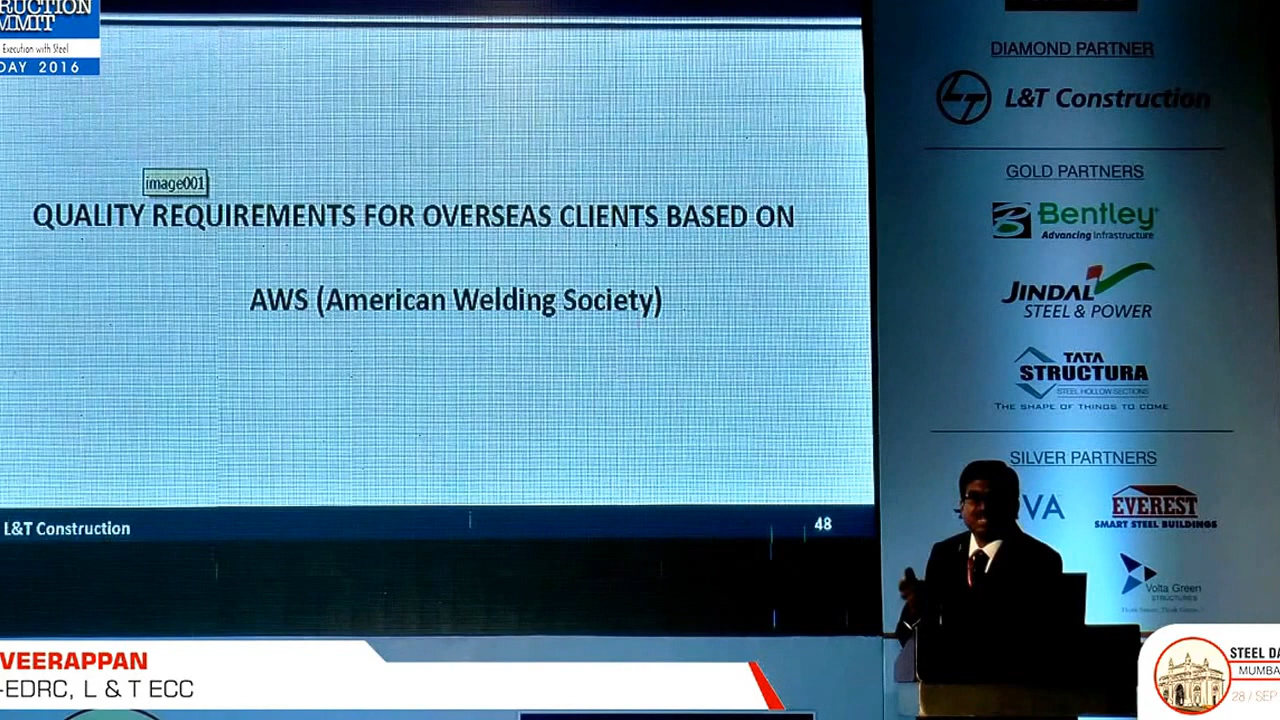 RUCTION
MMIT
Execution with Steel
DAY 2016
image001
QUALITY REQUIREMENTS FOR OVERSEAS CLIENTS BASED ON
AWS (American Welding Society)
L&T Construction
48
DIAMOND PARTNER
L&T Construction
GOLD PARTNERS
Bentley
Advancing Infrastructure
JINDAL
STEEL & POWER
TATA
STRUCTURA
STEEL HOLLOW SECTIONS
THE SHAPE OF THINGS TO COME
SILVER PARTNERS
VA
EVEREST
SMART STEEL BUILDINGS
Volta Green
STRUCTURES
VEERAPPAN
-EDRC, L & T ECC
STEEL DA
MUMBA
28 / SEP